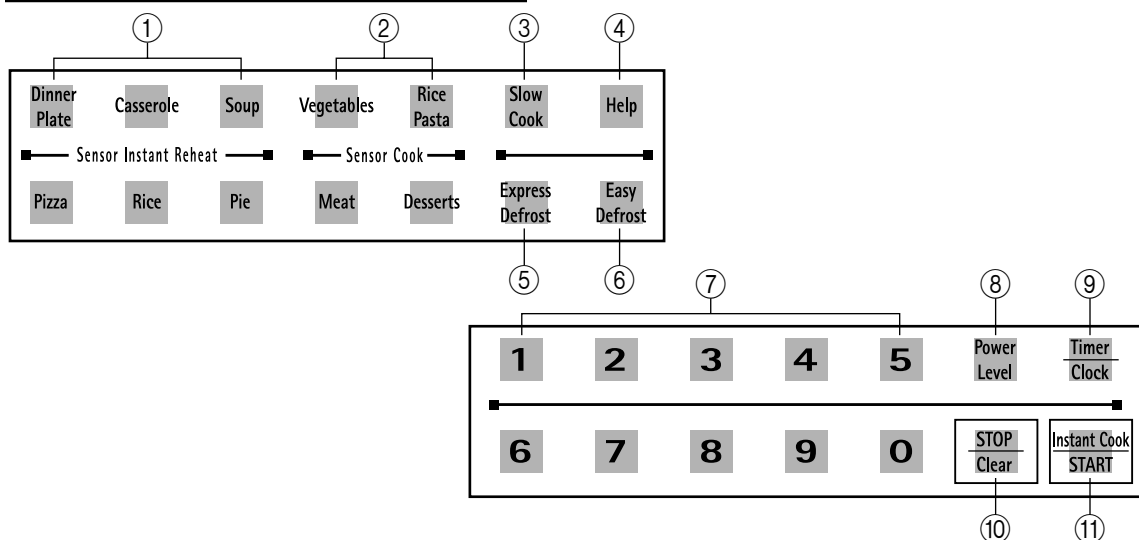 ① ② ③ ④
Dinner Plate Casserole Soup Vegetables Rice Pasta Slow Cook Help
Sensor Instant Reheat Sensor Cook
Pizza Rice Pie Meat Desserts Express Defrost Easy Defrost
⑤ ⑥
⑦ ⑧ ⑨
1 2 3 4 5 Power Level Timer Clock
6 7 8 9 0 STOP Clear Instant Cook START
⑩ ⑪